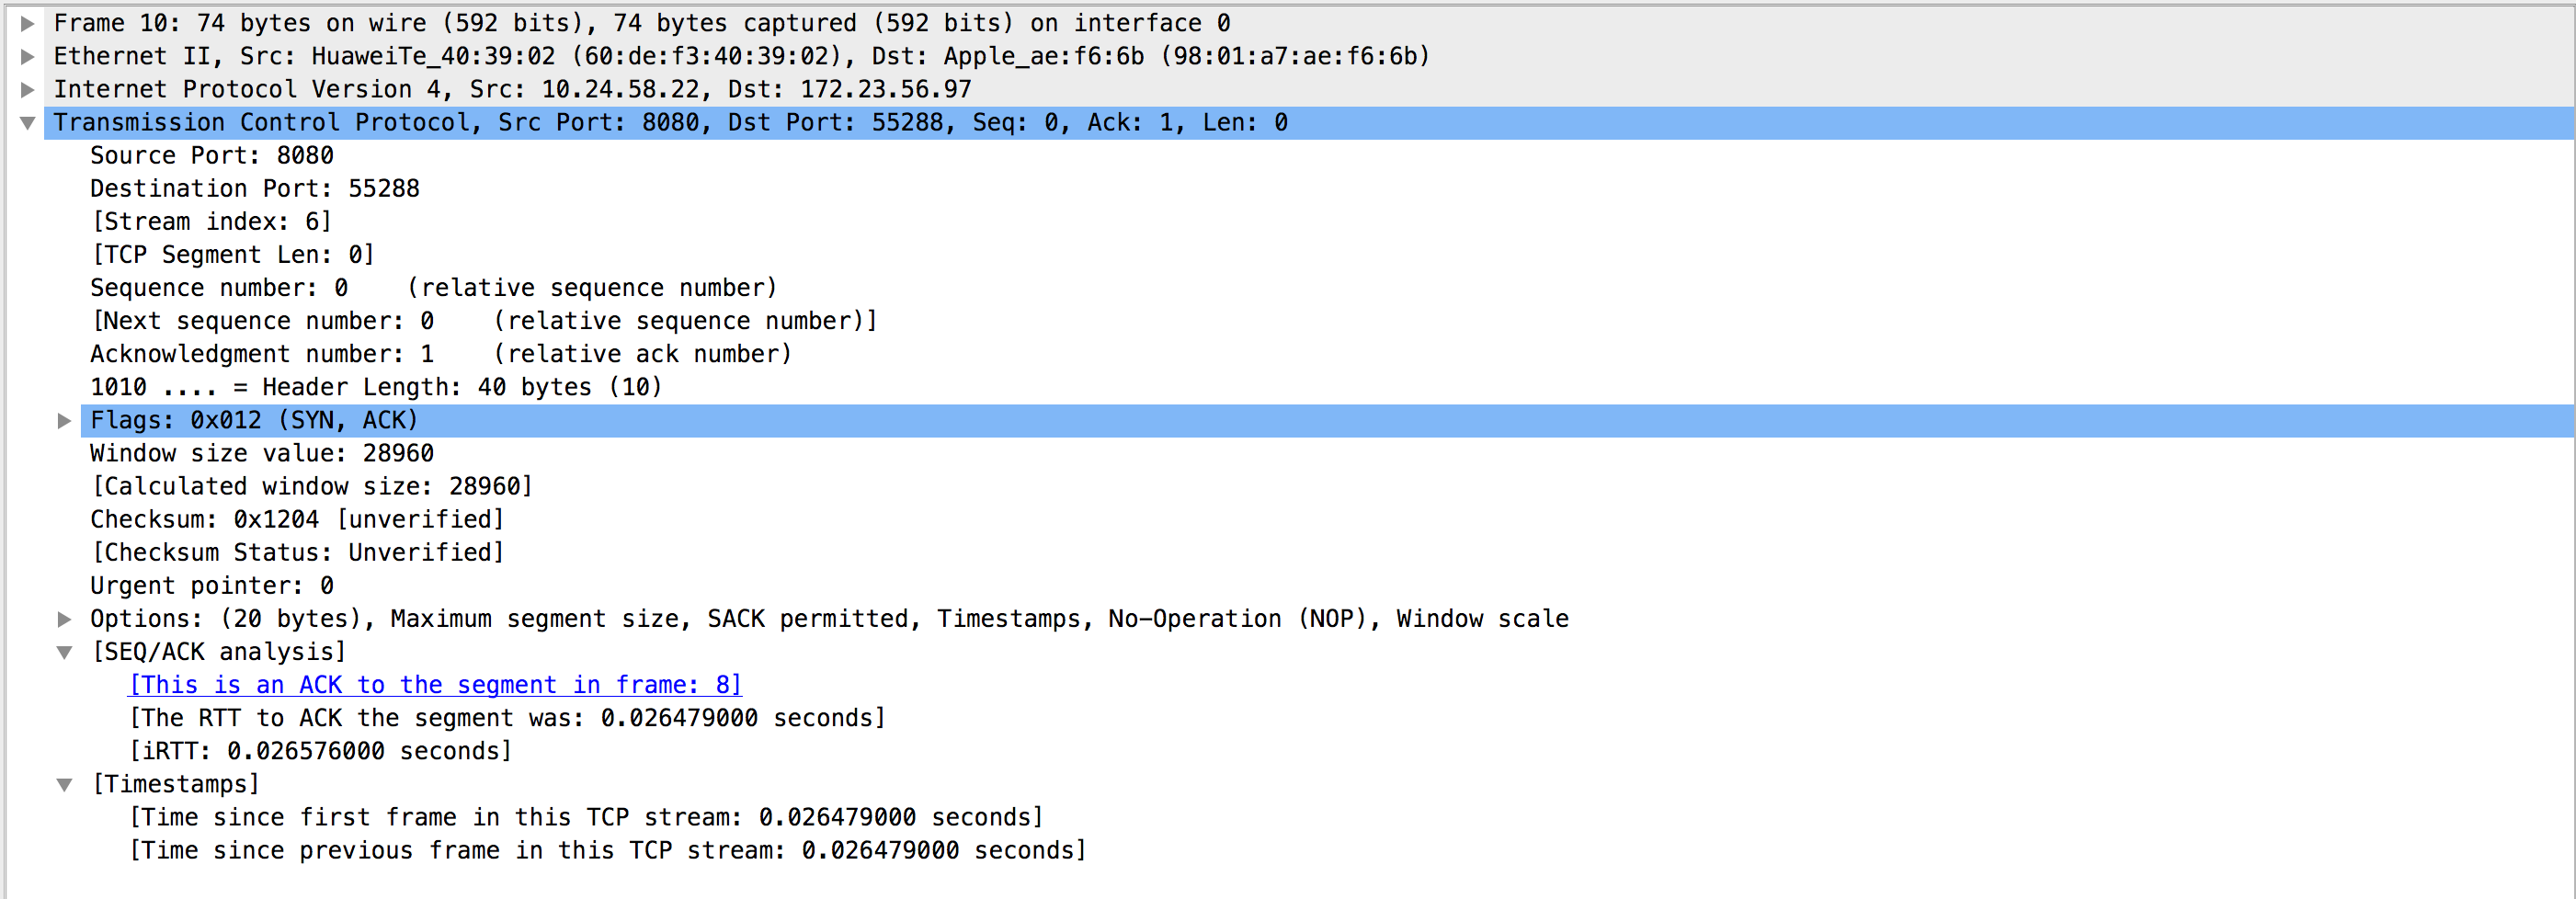 Frame 10: 74 bytes on wire (592 bits), 74 bytes captured (592 bits) on interface 0
Ethernet II, Src: HuaweiTe_40:39:02 (60:de:f3:40:39:02), Dst: Apple_ae:f6:6b (98:01:a7:ae:f6:6b)
Internet Protocol Version 4, Src: 10.24.58.22, Dst: 172.23.56.97
Transmission Control Protocol, Src Port: 8080, Dst Port: 55288, Seq: 0, Ack: 1, Len: 0
Source Port: 8080
Destination Port: 55288
[Stream index: 6]
[TCP Segment Len: 0]
Sequence number: 0    (relative sequence number)
[Next sequence number: 0    (relative sequence number)]
Acknowledgment number: 1    (relative ack number)
1010 .... = Header Length: 40 bytes (10)
Flags: 0x012 (SYN, ACK)
Window size value: 28960
[Calculated window size: 28960]
Checksum: 0x1204 [unverified]
[Checksum Status: Unverified]
Urgent pointer: 0
Options: (20 bytes), Maximum segment size, SACK permitted, Timestamps, No-Operation (NOP), Window scale
[SEQ/ACK analysis]
[This is an ACK to the segment in frame: 8]
[The RTT to ACK the segment was: 0.026479000 seconds]
[iRTT: 0.026576000 seconds]
[Timestamps]
[Time since first frame in this TCP stream: 0.026479000 seconds]
[Time since previous frame in this TCP stream: 0.026479000 seconds]